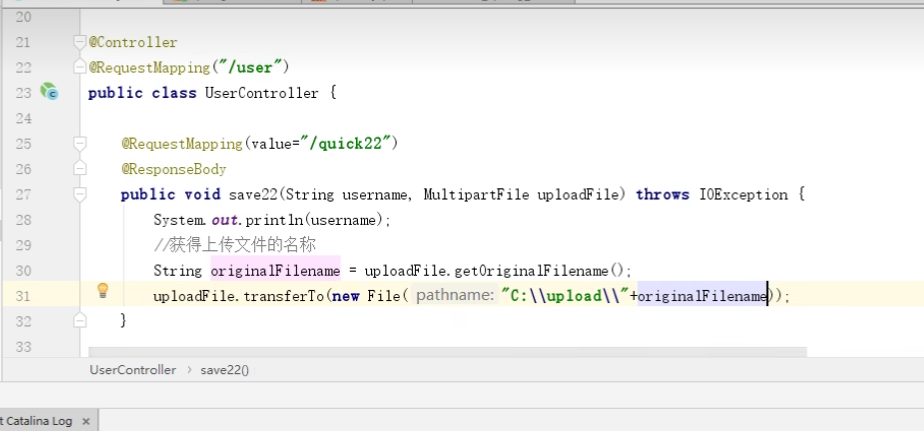 20
21 @Controller
22 @RequestMapping("/user")
23 public class UserController {
24
25 @RequestMapping(value="/quick22")
26 @ResponseBody
27 public void save22(String username, MultipartFile uploadFile) throws IOException {
28 System.out.println(username);
29 //获得上传文件的名称
30 String originalFilename = uploadFile.getOriginalFilename();
31 uploadFile.transferTo(new File( pathname: "C:\\upload\\"+originalFilename));
32 }
33
UserController › save22()
t Catalina Log ×